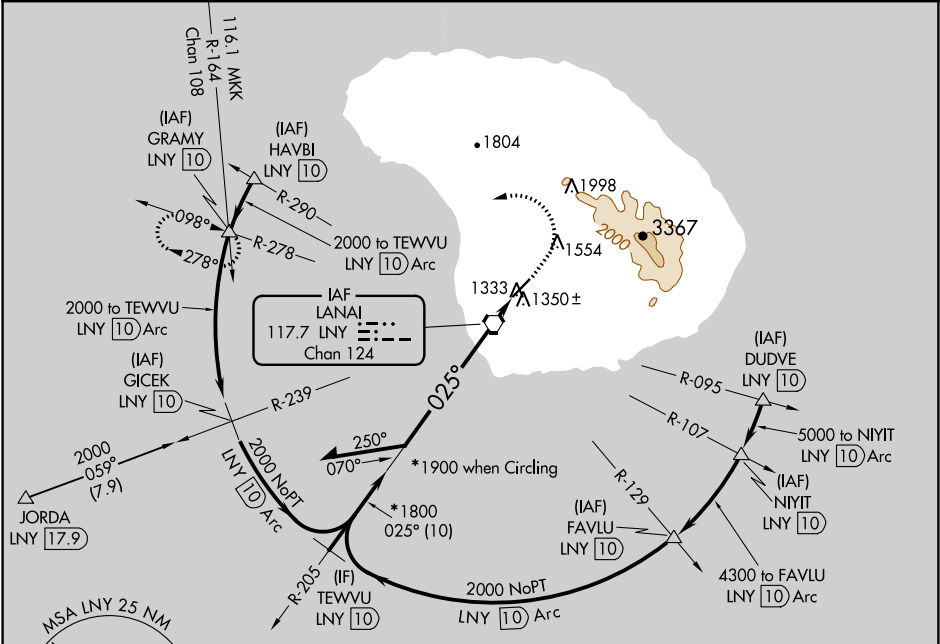 116.1 MKK
R-164
Chan 108
(IAF)
GRAMY
LNY 10
(IAF)
HAVBI
LNY 10
R-290
098°
278°
R-278
2000 to TEWVU
LNY 10 Arc
2000 to TEWVU
LNY 10 Arc
1804
1998
2000
3367
1554
1333
1350±
IAF
LANAI
117.7 LNY
Chan 124
(IAF)
GICEK
LNY 10
R-239
2000
059°
(7.9)
JORDA
LNY 17.9
2000 NoPT
LNY 10 Arc
025°
250°
070°
*1900 when Circling
*1800
025° (10)
R-205
(IF)
TEWVU
LNY 10
(IAF)
DUDVE
LNY 10
R-095
5000 to NIYIT
LNY 10 Arc
R-107
(IAF)
NIYIT
LNY 10
R-129
(IAF)
FAVLU
LNY 10
4300 to FAVLU
LNY 10 Arc
2000 NoPT
LNY 10 Arc
MSA LNY 25 NM